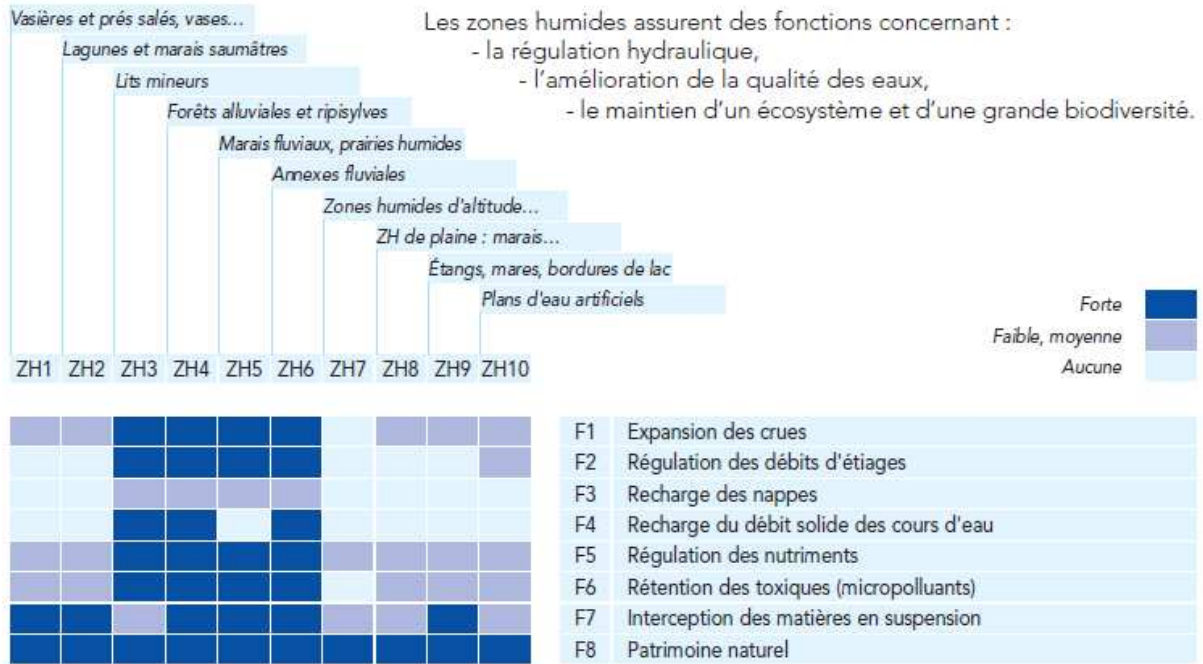 Vasières et prés salés, vases...
Lagunes et marais saumâtres
Lits mineurs
Forêts alluviales et ripisylves
Marais fluviaux, prairies humides
Annexes fluviales
Zones humides d'altitude...
ZH de plaine : marais...
Étangs, mares, bordures de lac
Plans d'eau artificiels
Les zones humides assurent des fonctions concernant :
- la régulation hydraulique,
- l'amélioration de la qualité des eaux,
- le maintien d'un écosystème et d'une grande biodiversité.
Forte
Faible, moyenne
Aucune
ZH1 ZH2 ZH3 ZH4 ZH5 ZH6 ZH7 ZH8 ZH9 ZH10
F1 Expansion des crues
F2 Régulation des débits d'étiages
F3 Recharge des nappes
F4 Recharge du débit solide des cours d'eau
F5 Régulation des nutriments
F6 Rétention des toxiques (micropolluants)
F7 Interception des matières en suspension
F8 Patrimoine naturel